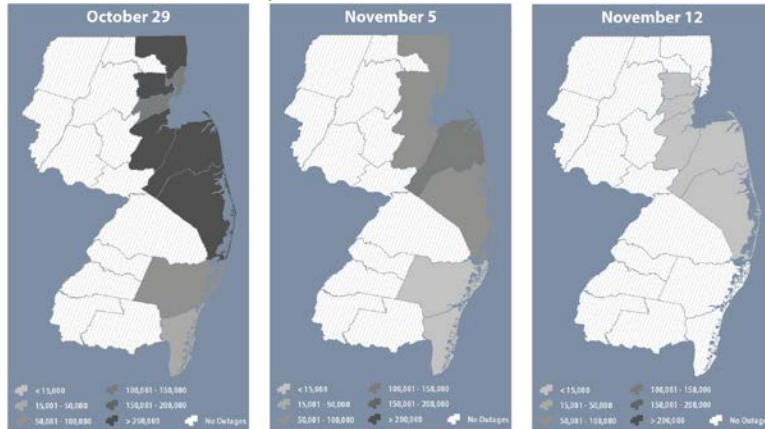 October 29
November 5
November 12
< 15,000
100,001 - 150,000
15,001 - 50,000
150,001 - 200,000
50,001 - 100,000
> 200,000
No Outages
< 15,000
100,001 - 150,000
15,001 - 50,000
150,001 - 200,000
50,001 - 100,000
> 200,000
No Outages
< 15,000
100,001 - 150,000
15,001 - 50,000
150,001 - 200,000
50,001 - 100,000
> 200,000
No Outages